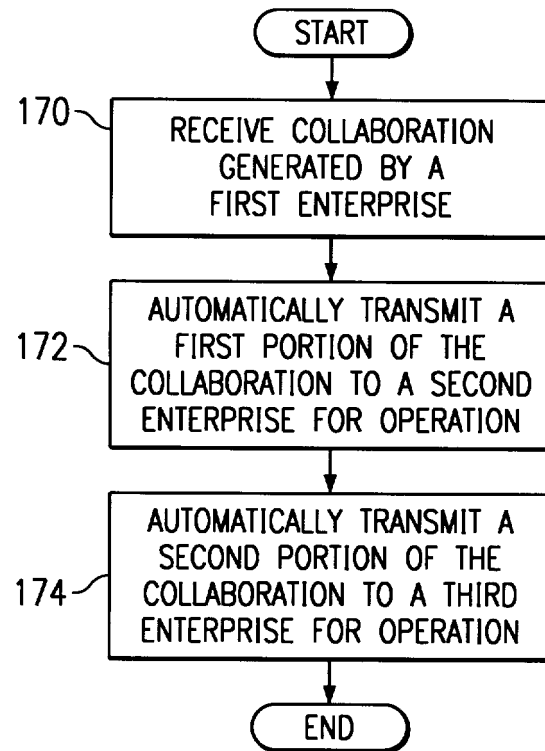 START
170
RECEIVE COLLABORATION
GENERATED BY A
FIRST ENTERPRISE
172
AUTOMATICALLY TRANSMIT A
FIRST PORTION OF THE
COLLABORATION TO A SECOND
ENTERPRISE FOR OPERATION
174
AUTOMATICALLY TRANSMIT A
SECOND PORTION OF THE
COLLABORATION TO A THIRD
ENTERPRISE FOR OPERATION
END